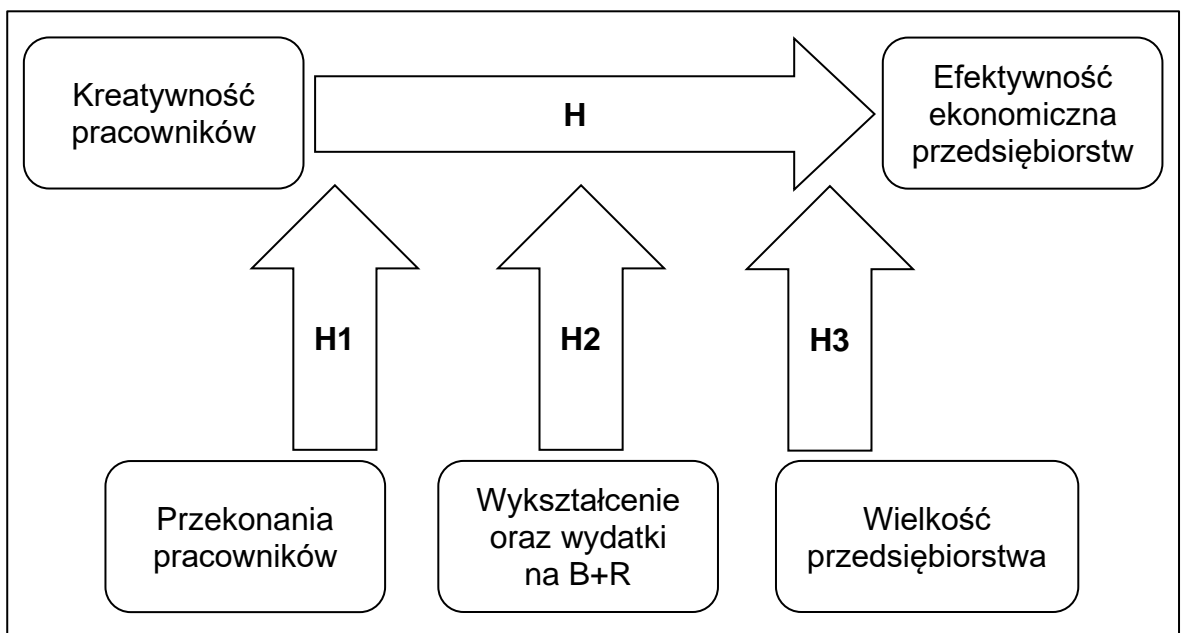 Kreatywność
pracowników
H
Efektywność
ekonomiczna
przedsiębiorstw
H1
H2
H3
Przekonania
pracowników
Wykształcenie
oraz wydatki
na B+R
Wielkość
przedsiębiorstwa